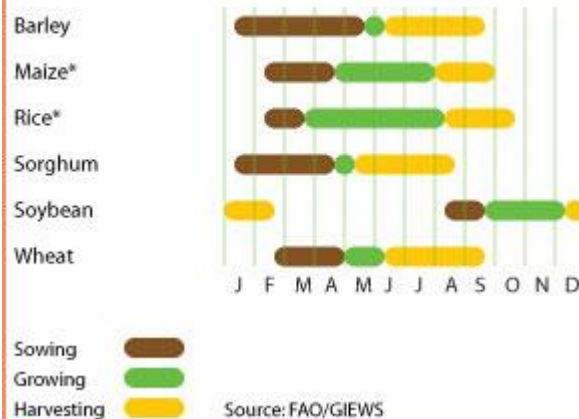 Barley
Maize*
Rice*
Sorghum
Soybean
Wheat
J F M A M J J A S O N D
Sowing
Growing
Harvesting
Source: FAO/GIEWS